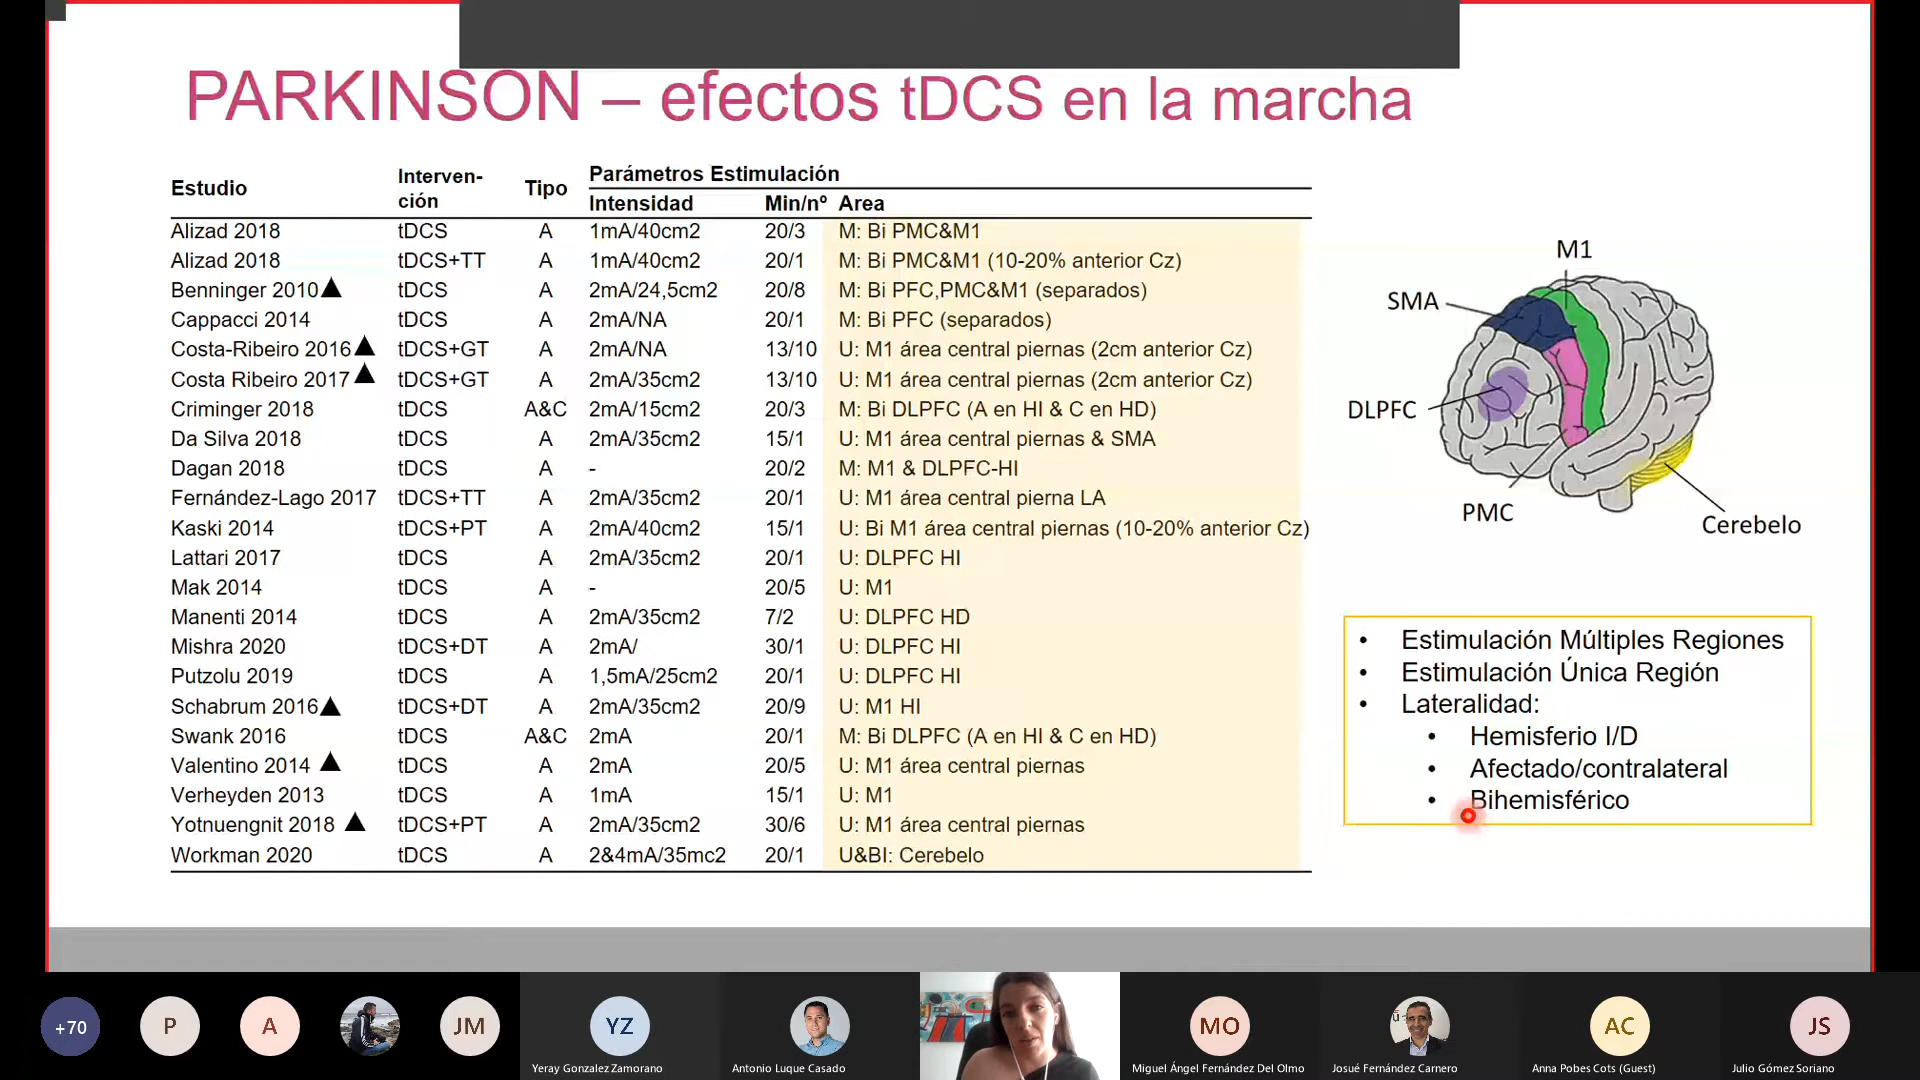 PARKINSON – efectos tDCS en la marcha
Estudio Interven-ción Tipo Parámetros Estimulación
Intensidad Min/nº Area
Alizad 2018 tDCS A 1mA/40cm2 20/3 M: Bi PMC&M1
Alizad 2018 tDCS+TT A 1mA/40cm2 20/1 M: Bi PMC&M1 (10-20% anterior Cz)
Benninger 2010▲ tDCS A 2mA/24,5cm2 20/8 M: Bi PFC,PMC&M1 (separados)
Cappacci 2014 tDCS A 2mA/NA 20/1 M: Bi PFC (separados)
Costa-Ribeiro 2016▲ tDCS+GT A 2mA/NA 13/10 U: M1 área central piernas (2cm anterior Cz)
Costa Ribeiro 2017▲ tDCS+GT A 2mA/35cm2 13/10 U: M1 área central piernas (2cm anterior Cz)
Criminger 2018 tDCS A&C 2mA/15cm2 20/3 M: Bi DLPFC (A en HI & C en HD)
Da Silva 2018 tDCS A 2mA/35cm2 15/1 U: M1 área central piernas & SMA
Dagan 2018 tDCS A - 20/2 M: M1 & DLPFC-HI
Fernández-Lago 2017 tDCS+TT A 2mA/35cm2 20/1 U: M1 área central pierna LA
Kaski 2014 tDCS+PT A 2mA/40cm2 15/1 U: Bi M1 área central piernas (10-20% anterior Cz)
Lattari 2017 tDCS A 2mA/35cm2 20/1 U: DLPFC HI
Mak 2014 tDCS A - 20/5 U: M1
Manenti 2014 tDCS A 2mA/35cm2 7/2 U: DLPFC HD
Mishra 2020 tDCS+DT A 2mA/ 30/1 U: DLPFC HI
Putzolu 2019 tDCS A 1,5mA/25cm2 20/1 U: DLPFC HI
Schabrum 2016▲ tDCS+DT A 2mA/35cm2 20/9 U: M1 HI
Swank 2016 tDCS A&C 2mA 20/1 M: Bi DLPFC (A en HI & C en HD)
Valentino 2014 ▲ tDCS A 2mA 20/5 U: M1 área central piernas
Verheyden 2013 tDCS A 1mA 15/1 U: M1
Yotnuengnit 2018 ▲ tDCS+PT A 2mA/35cm2 30/6 U: M1 área central piernas
Workman 2020 tDCS A 2&4mA/35mc2 20/1 U&BI: Cerebelo
M1
SMA
DLPFC
PMC
Cerebelo
• Estimulación Múltiples Regiones
• Estimulación Única Región
• Lateralidad:
• Hemisferio I/D
• Afectado/contralateral
• Bihemisférico
+70
P
A
JM
YZ
MO
AC
JS
Yeray Gonzalez Zamorano
Antonio Luque Casado
Miguel Ángel Fernández Del Olmo
Josué Fernández Carnero
Anna Pobes Cots (Guest)
Julio Gómez Soriano